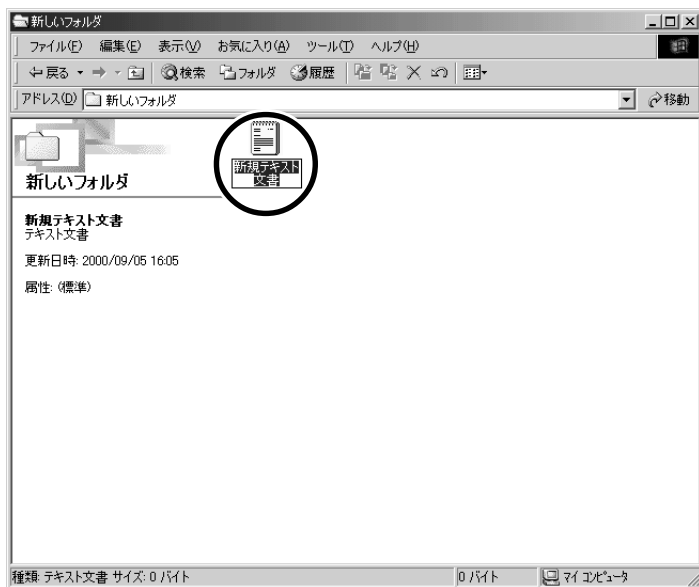 新しいフォルダ
ファイル(F) 編集(E) 表示(V) お気に入り(A) ツール(T) ヘルプ(H)
戻る 検索 フォルダ 履歴
アドレス(D) 新しいフォルダ 移動
新規テキスト
文書
新しいフォルダ
新規テキスト文書
テキスト文書
更新日時: 2000/09/05 16:05
属性: (標準)
種類: テキスト文書 サイズ: 0 バイト 0 バイト マイ コンピュータ